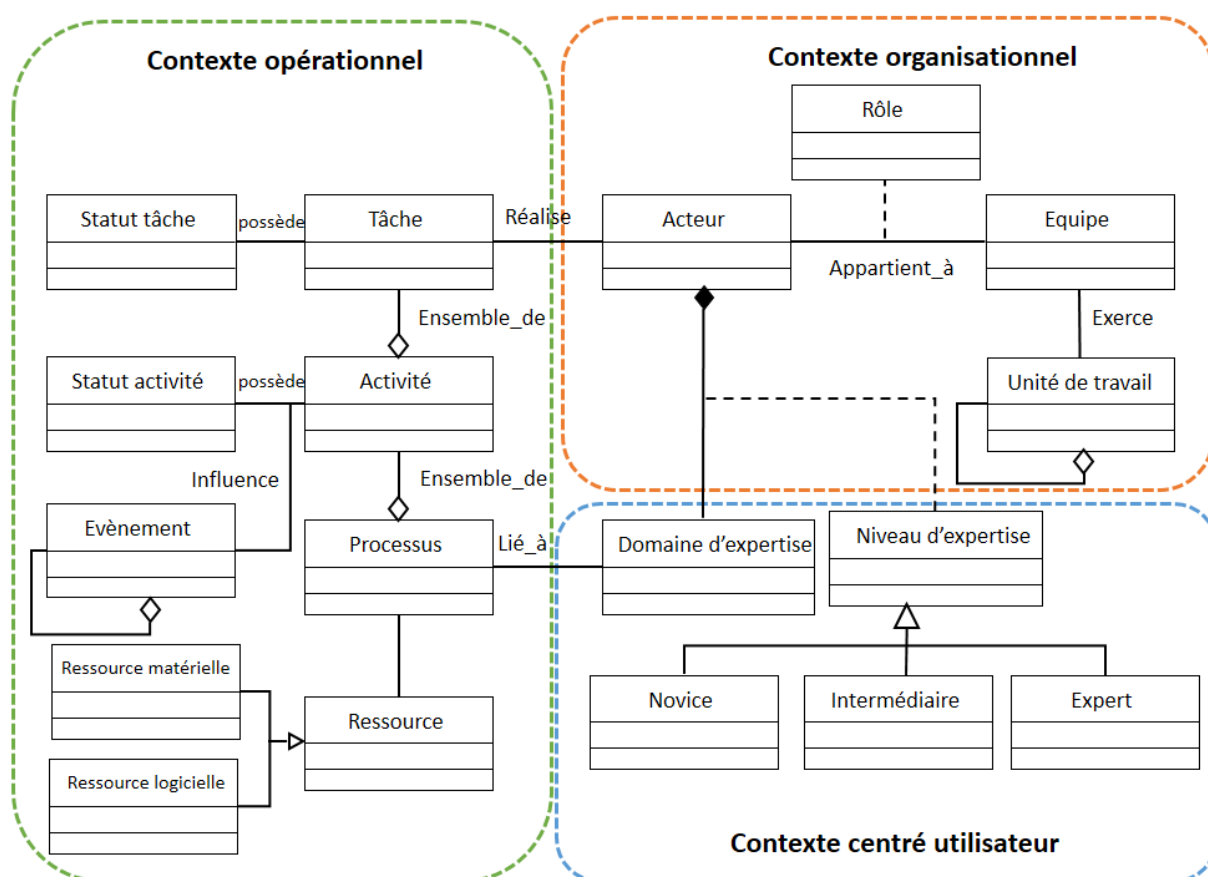 Contexte opérationnel
Contexte organisationnel
Rôle
Statut tâche
possède
Tâche
Réalise
Acteur
Appartient_à
Equipe
Ensemble_de
Exerce
Statut activité
possède
Activité
Unité de travail
Influence
Ensemble_de
Evènement
Processus
Lié_à
Domaine d'expertise
Niveau d'expertise
Ressource matérielle
Ressource
Ressource logicielle
Novice
Intermédiaire
Expert
Contexte centré utilisateur